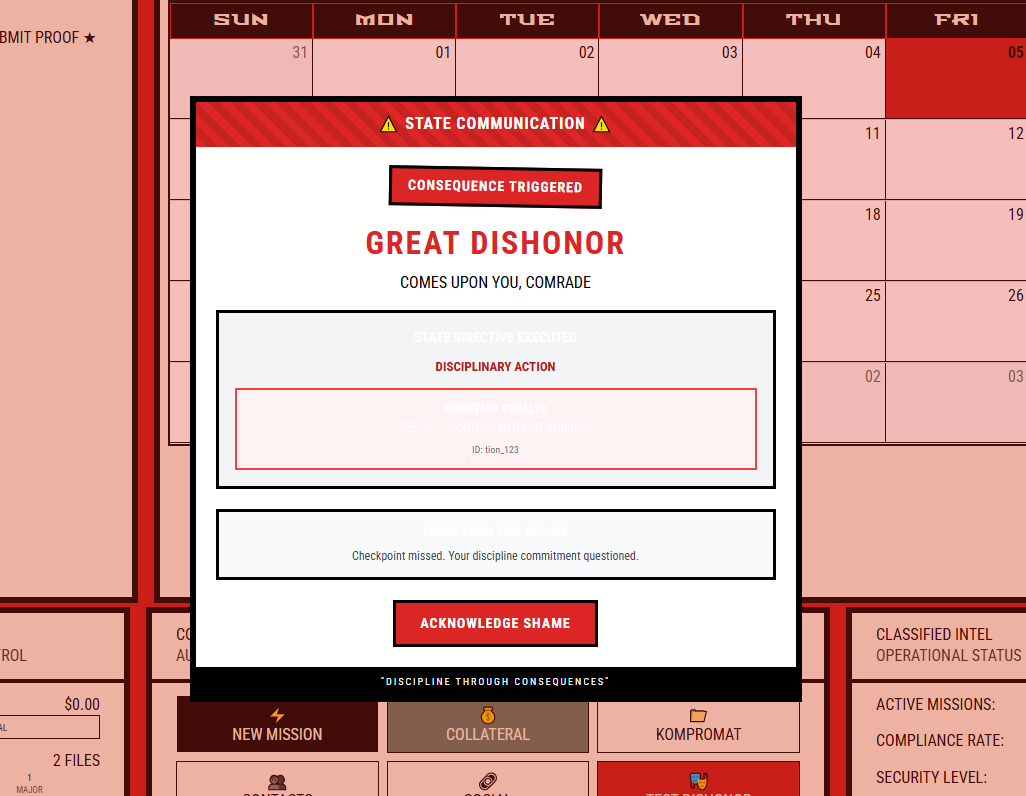 BMIT PROOF ★
SUN MON TUE WED THU FRI
31 01 02 03 04 05
⚠ STATE COMMUNICATION ⚠
11 12
CONSEQUENCE TRIGGERED
18 19
GREAT DISHONOR
COMES UPON YOU, COMRADE
25 26
STATE DIRECTIVE EXECUTED
DISCIPLINARY ACTION
02 03
MONETARY PENALTY
$25.00 — DOCTORS WITHOUT BORDERS
ID: tion_123
LEARN FROM THIS FAILURE
Checkpoint missed. Your discipline commitment questioned.
ACKNOWLEDGE SHAME
"DISCIPLINE THROUGH CONSEQUENCES"
TROL
CO
AU
CLASSIFIED INTEL
OPERATIONAL STATUS
$0.00
AL
2 FILES
1
MAJOR
NEW MISSION
COLLATERAL
KOMPROMAT
CONTACTS
SOCIAL
TEST DISHONOR
ACTIVE MISSIONS:
COMPLIANCE RATE:
SECURITY LEVEL: